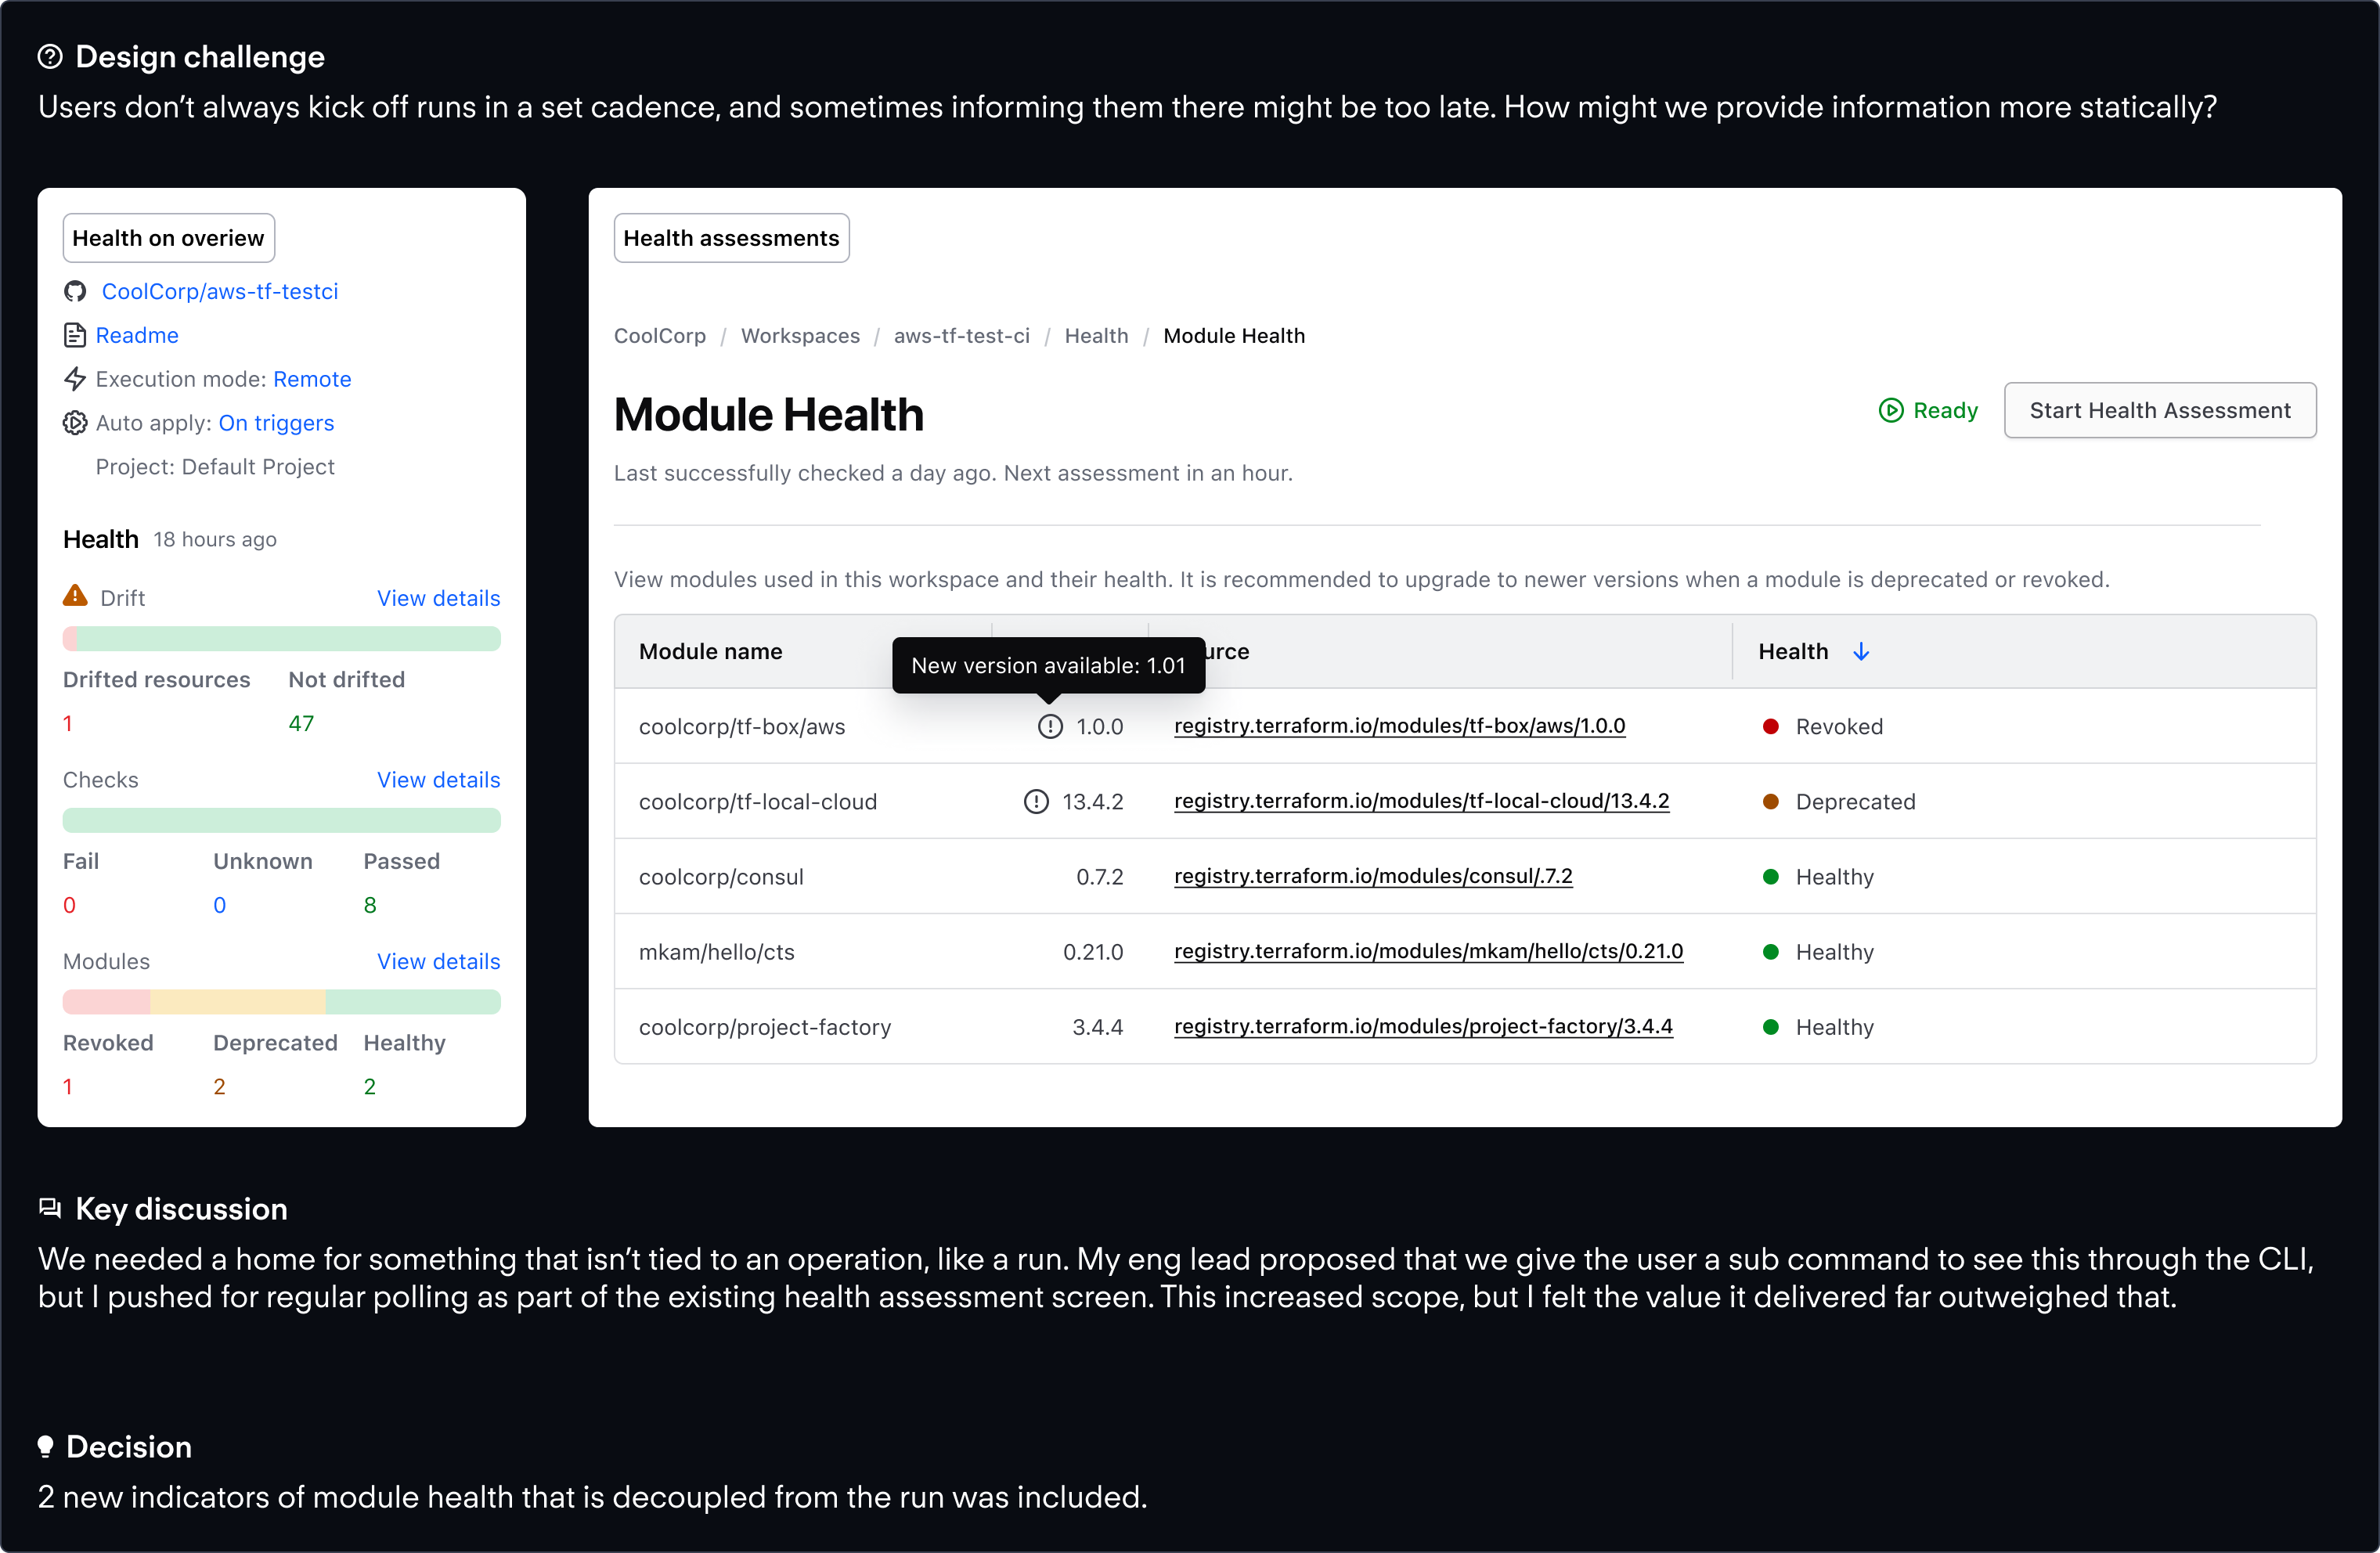 Design challenge
Users don’t always kick off runs in a set cadence, and sometimes informing them there might be too late. How might we provide information more statically?
Health on overiew
CoolCorp/aws-tf-testci
Readme
Execution mode: Remote
Auto apply: On triggers
Project: Default Project
Health 18 hours ago
Drift View details
Drifted resources Not drifted
1 47
Checks View details
Fail Unknown Passed
0 0 8
Modules View details
Revoked Deprecated Healthy
1 2 2
Health assessments
CoolCorp / Workspaces / aws-tf-test-ci / Health / Module Health
Module Health
Ready Start Health Assessment
Last successfully checked a day ago. Next assessment in an hour.
View modules used in this workspace and their health. It is recommended to upgrade to newer versions when a module is deprecated or revoked.
Module name urce Health
New version available: 1.01
coolcorp/tf-box/aws 1.0.0 registry.terraform.io/modules/tf-box/aws/1.0.0 Revoked
coolcorp/tf-local-cloud 13.4.2 registry.terraform.io/modules/tf-local-cloud/13.4.2 Deprecated
coolcorp/consul 0.7.2 registry.terraform.io/modules/consul/.7.2 Healthy
mkam/hello/cts 0.21.0 registry.terraform.io/modules/mkam/hello/cts/0.21.0 Healthy
coolcorp/project-factory 3.4.4 registry.terraform.io/modules/project-factory/3.4.4 Healthy
Key discussion
We needed a home for something that isn’t tied to an operation, like a run. My eng lead proposed that we give the user a sub command to see this through the CLI,
but I pushed for regular polling as part of the existing health assessment screen. This increased scope, but I felt the value it delivered far outweighed that.
Decision
2 new indicators of module health that is decoupled from the run was included.